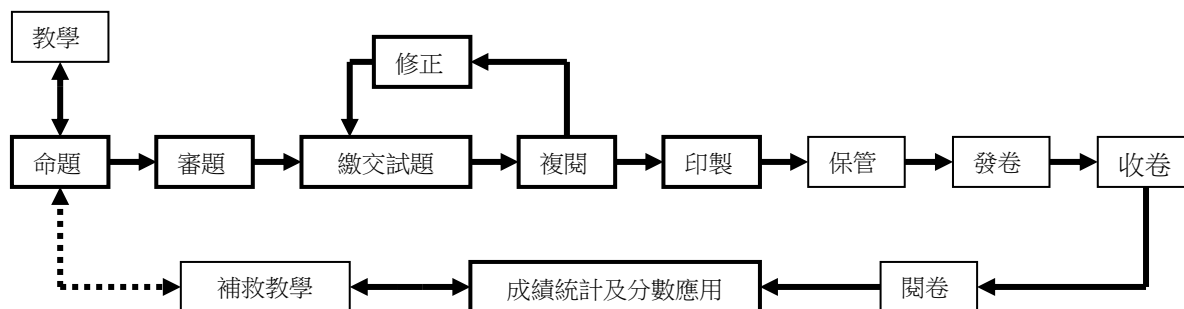 教學
修正
命題
審題
繳交試題
複閱
印製
保管
發卷
收卷
補救教學
成績統計及分數應用
閱卷